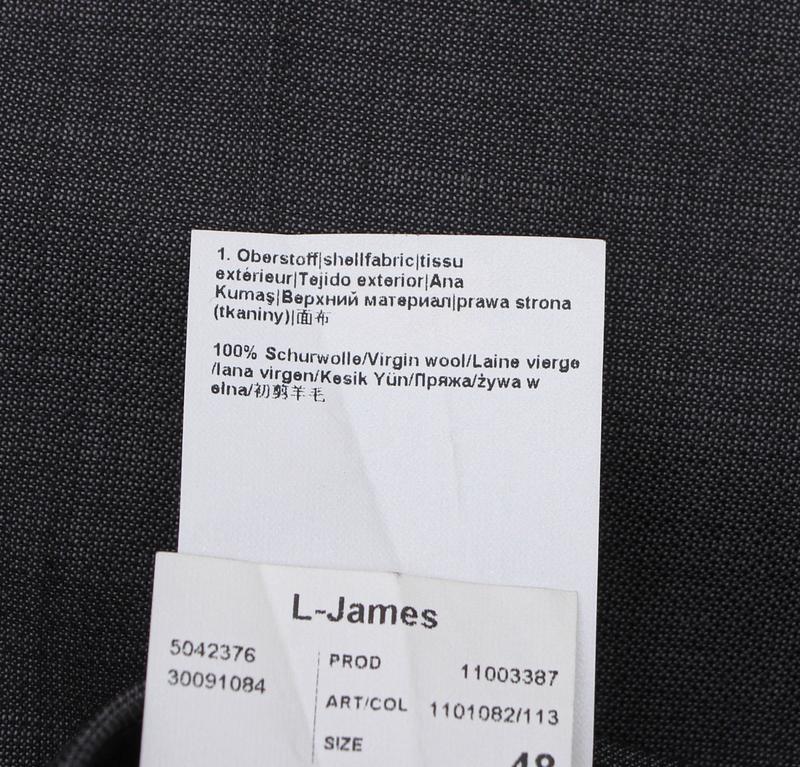 1. Oberstoff|shellfabric|tissu
extérieur|Tejido exterior|Ana
Kumaş|Верхний материал|prawa strona
(tkaniny)|面布
100% Schurwolle/Virgin wool/Laine vierge
/lana virgen/Kesik Yün/Пряжа/żywa w
ełna/初剪羊毛
L-James
5042376
30091084
PROD 11003387
ART/COL 1101082/113
SIZE 48